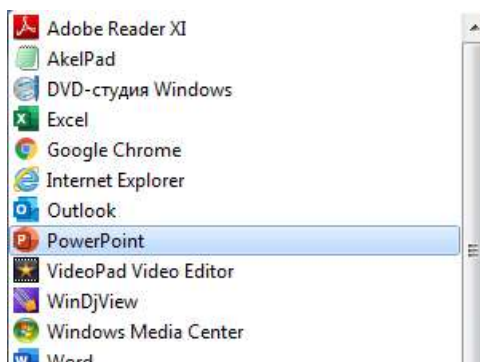 Adobe Reader XI
AkelPad
DVD-студия Windows
Excel
Google Chrome
Internet Explorer
Outlook
PowerPoint
VideoPad Video Editor
WinDjView
Windows Media Center
Word